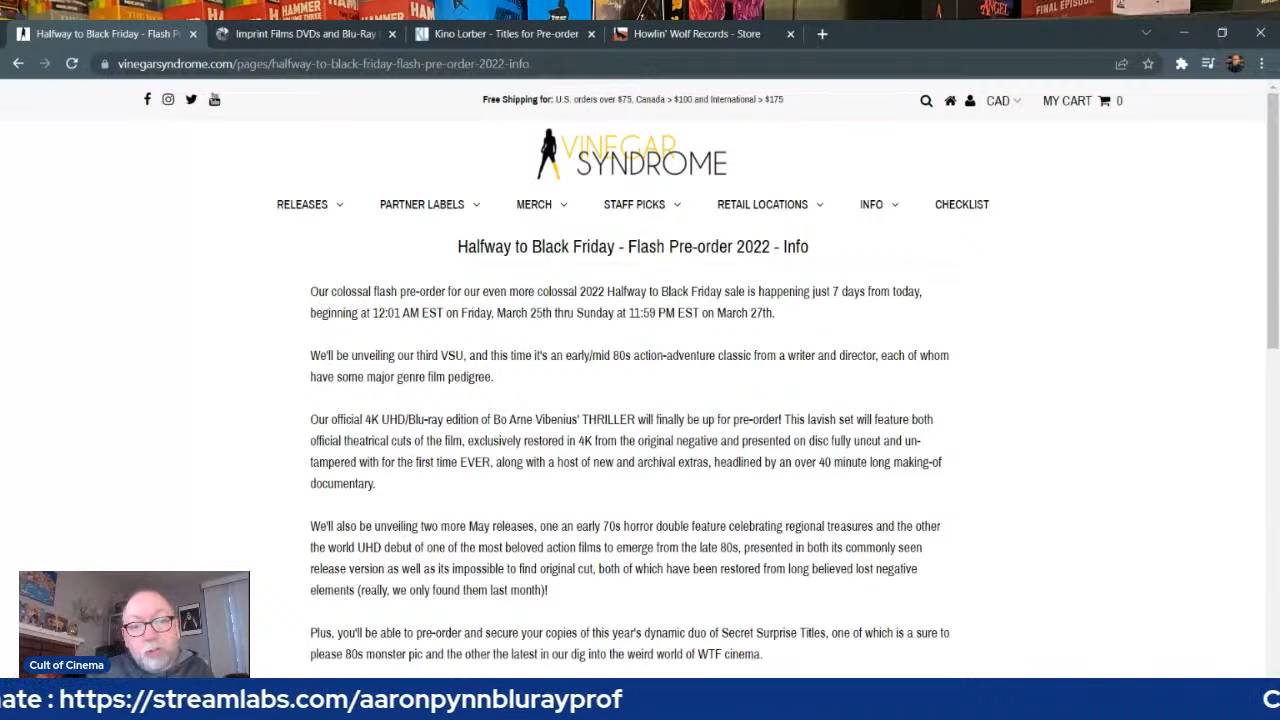 HAMMER
HAMMER
ANGEL
FINAL EPISODE
Halfway to Black Friday - Flash P
Imprint Films DVDs and Blu-Ray
Kino Lorber - Titles for Pre-order
Howlin' Wolf Records - Store
vinegarsyndrome.com/pages/halfway-to-black-friday-flash-pre-order-2022-info
Free Shipping for: U.S. orders over $75, Canada > $100 and International > $175
CAD
MY CART 0
VINEGAR
SYNDROME
RELEASES PARTNER LABELS MERCH STAFF PICKS RETAIL LOCATIONS INFO CHECKLIST
Halfway to Black Friday - Flash Pre-order 2022 - Info
Our colossal flash pre-order for our even more colossal 2022 Halfway to Black Friday sale is happening just 7 days from today,
beginning at 12:01 AM EST on Friday, March 25th thru Sunday at 11:59 PM EST on March 27th.
We'll be unveiling our third VSU, and this time it's an early/mid 80s action-adventure classic from a writer and director, each of whom
have some major genre film pedigree.
Our official 4K UHD/Blu-ray edition of Bo Arne Vibenius' THRILLER will finally be up for pre-order! This lavish set will feature both
official theatrical cuts of the film, exclusively restored in 4K from the original negative and presented on disc fully uncut and un-
tampered with for the first time EVER, along with a host of new and archival extras, headlined by an over 40 minute long making-of
documentary.
We'll also be unveiling two more May releases, one an early 70s horror double feature celebrating regional treasures and the other
the world UHD debut of one of the most beloved action films to emerge from the late 80s, presented in both its commonly seen
release version as well as its impossible to find original cut, both of which have been restored from long believed lost negative
elements (really, we only found them last month)!
Plus, you'll be able to pre-order and secure your copies of this year's dynamic duo of Secret Surprise Titles, one of which is a sure to
please 80s monster pic and the other the latest in our dig into the weird world of WTF cinema.
Cult of Cinema
nate : https://streamlabs.com/aaronpynnblurayprof